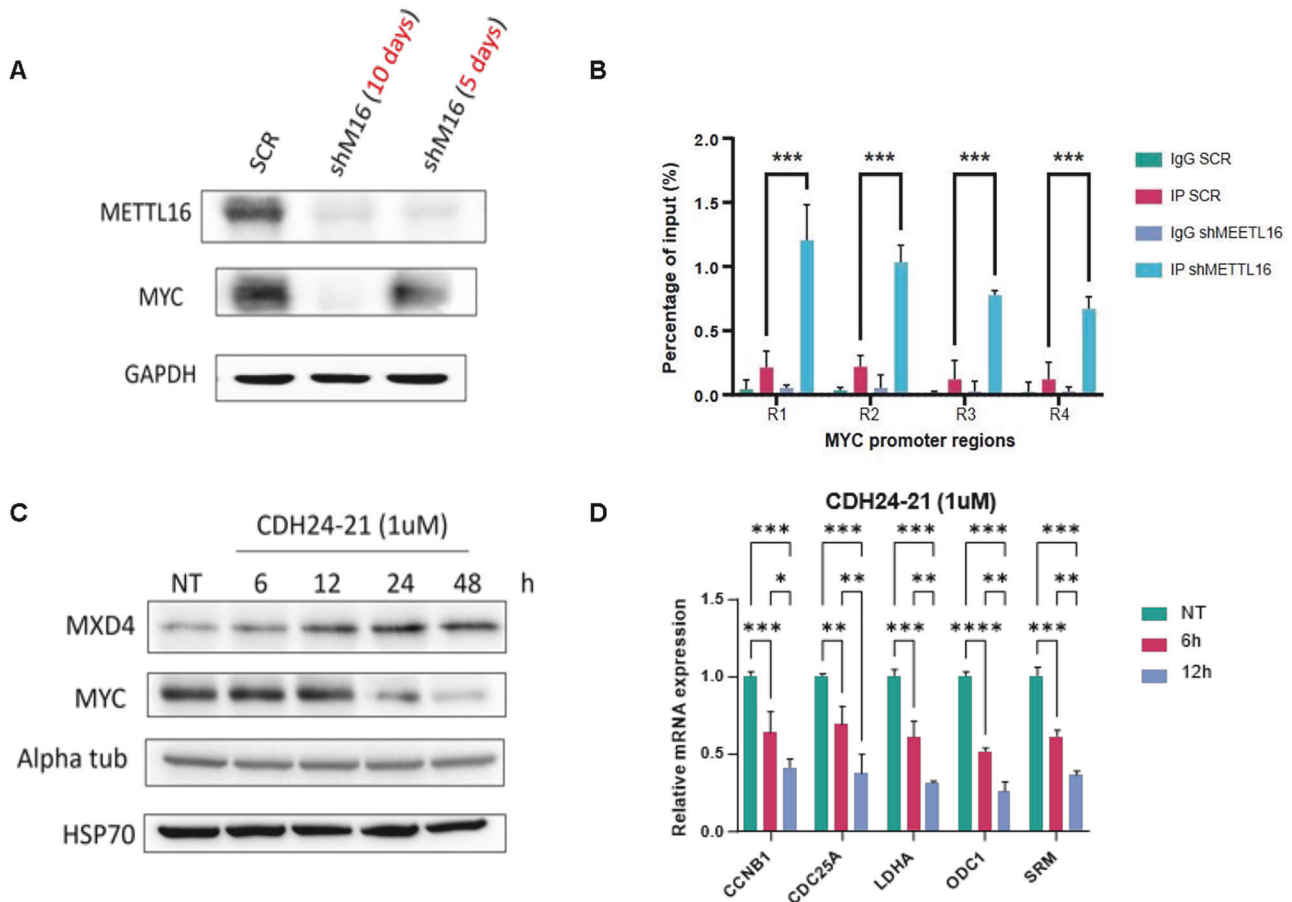 A
SCR
shM16 (10 days)
shM16 (5 days)
METTL16
MYC
GAPDH
B
Percentage of input (%)
2.0
1.5
1.0
0.5
0.0
***
***
***
***
R1
R2
R3
R4
MYC promoter regions
IgG SCR
IP SCR
IgG shMEETL16
IP shMETTL16
C
CDH24-21 (1uM)
NT 6 12 24 48 h
MXD4
MYC
Alpha tub
HSP70
D
CDH24-21 (1uM)
Relative mRNA expression
1.5
1.0
0.5
0.0
*** *** *** *** ***
* ** ** ** **
*** ** *** **** ***
CCNB1
CDC25A
LDHA
ODC1
SRM
NT
6h
12h